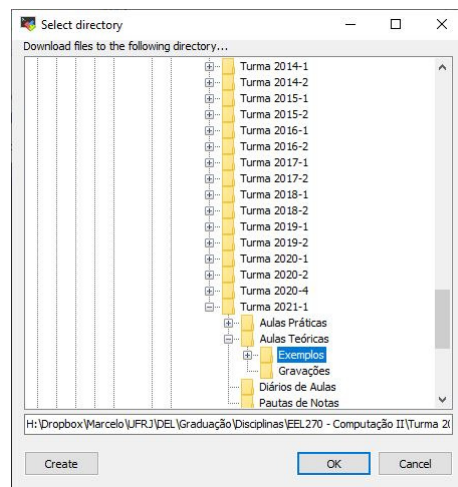 Select directory
Download files to the following directory...
Turma 2014-1
Turma 2014-2
Turma 2015-1
Turma 2015-2
Turma 2016-1
Turma 2016-2
Turma 2017-1
Turma 2017-2
Turma 2018-1
Turma 2018-2
Turma 2019-1
Turma 2019-2
Turma 2020-1
Turma 2020-2
Turma 2020-4
Turma 2021-1
Aulas Práticas
Aulas Teóricas
Exemplos
Gravações
Diários de Aulas
Pautas de Notas
H:\Dropbox\Marcelo\UFRJ\DEL\Graduação\Disciplinas\EEL270 - Computação II\Turma 20
Create OK Cancel